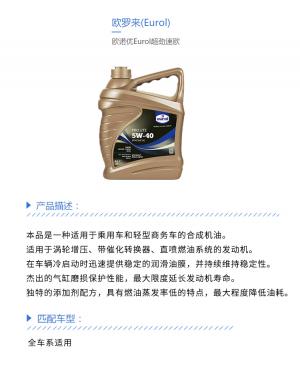 欧罗来(Eurol)
欧诺优Eurol超劲速欧
5W-40
产品描述：
本品是一种适用于乘用车和轻型商务车的合成机油。
适用于涡轮增压、带催化转换器、直喷燃油系统的发动机。
在车辆冷启动时迅速提供稳定的润滑油膜，并持续维持稳定性。
杰出的气缸磨损保护性能，最大限度延长发动机寿命。
独特的添加剂配方，具有燃油蒸发率低的特点，最大程度降低油耗。
匹配车型：
全车系适用